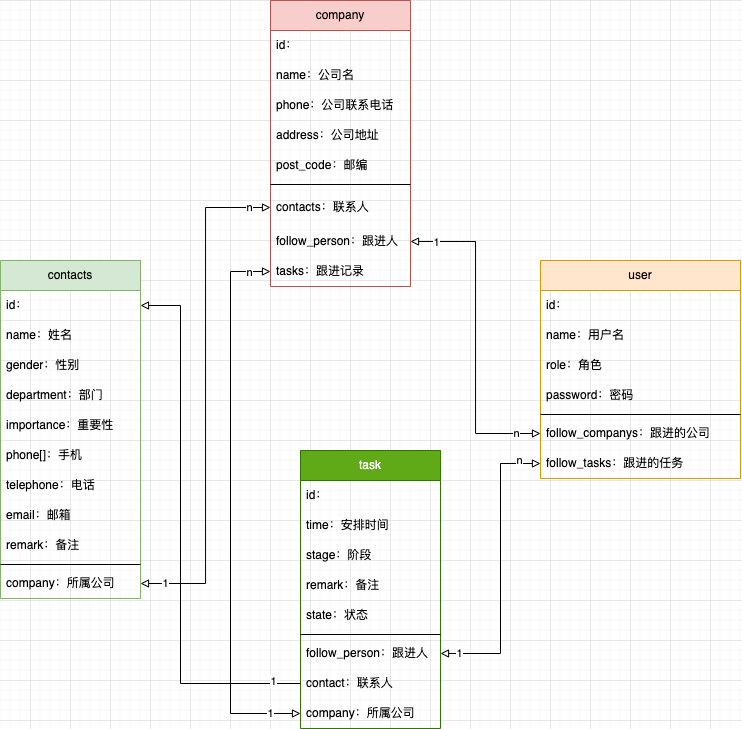 company
id：
name：公司名
phone：公司联系电话
address：公司地址
post_code：邮编
contacts：联系人
follow_person：跟进人
tasks：跟进记录
n
n
1
contacts
id：
name：姓名
gender：性别
department：部门
importance：重要性
phone[]：手机
telephone：电话
email：邮箱
remark：备注
company：所属公司
1
user
id：
name：用户名
role：角色
password：密码
follow_companys：跟进的公司
follow_tasks：跟进的任务
n
n
task
id：
time：安排时间
stage：阶段
remark：备注
state：状态
follow_person：跟进人
contact：联系人
company：所属公司
1
1
1